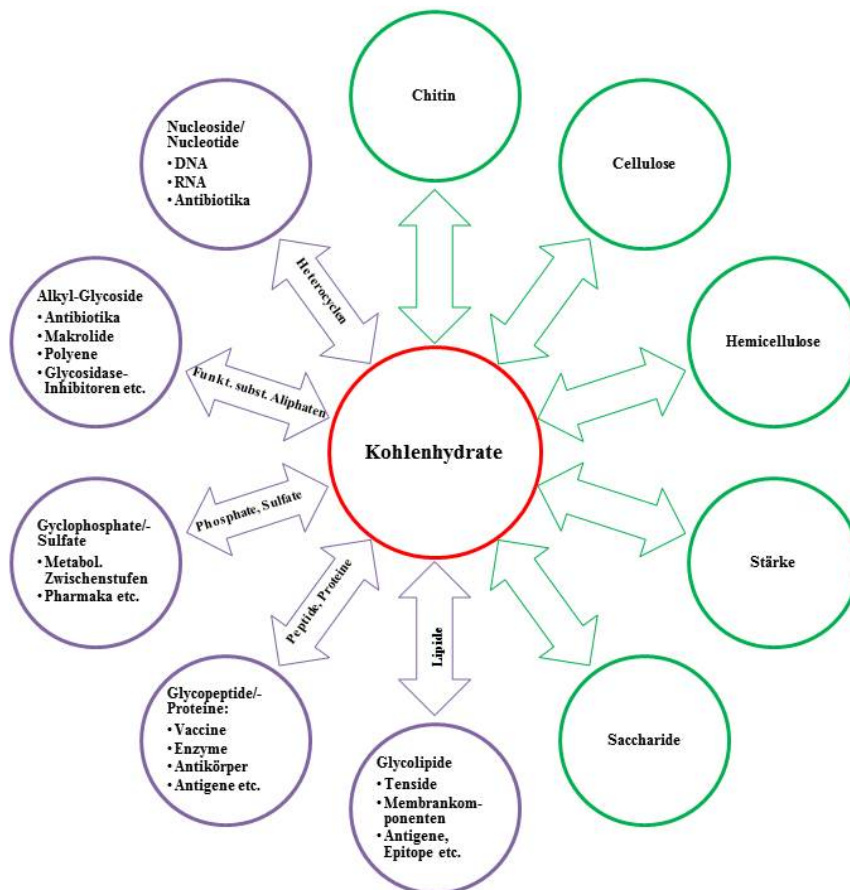 Chitin
Cellulose
Hemicellulose
Stärke
Saccharide
Glycolipide
• Tenside
• Membrankom-
ponenten
• Antigene,
Epitope etc.
Lipide
Glycopeptide/-
Proteine:
• Vaccine
• Enzyme
• Antikörper
• Antigene etc.
Peptide, Proteine
Gyclophosphate/-
Sulfate
• Metabol.
Zwischenstufen
• Pharmaka etc.
Phosphate, Sulfate
Alkyl-Glycoside
• Antibiotika
• Makrolide
• Polyene
• Glycosidase-
Inhibitoren etc.
Funkt. subst. Aliphaten
Nucleoside/
Nucleotide
• DNA
• RNA
• Antibiotika
Heterocyclen
Kohlenhydrate